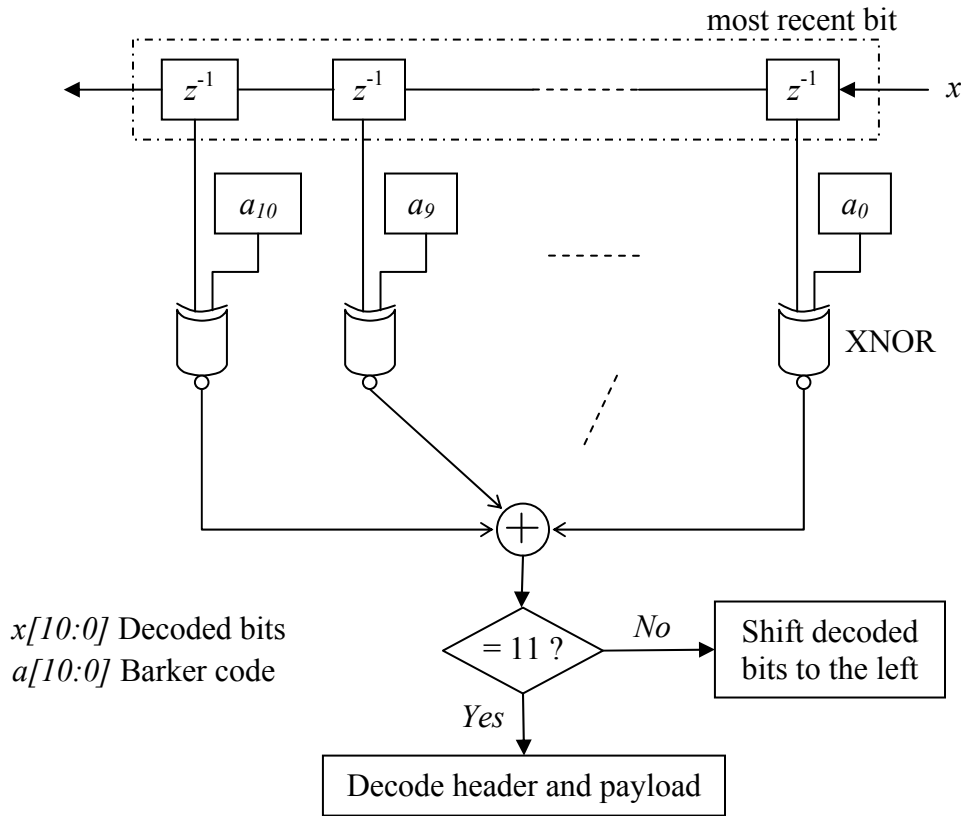 most recent bit
z⁻¹ z⁻¹ z⁻¹ x
a₁₀ a₉ a₀
XNOR
+
x[10:0] Decoded bits
a[10:0] Barker code
= 11 ?
No
Shift decoded
bits to the left
Yes
Decode header and payload